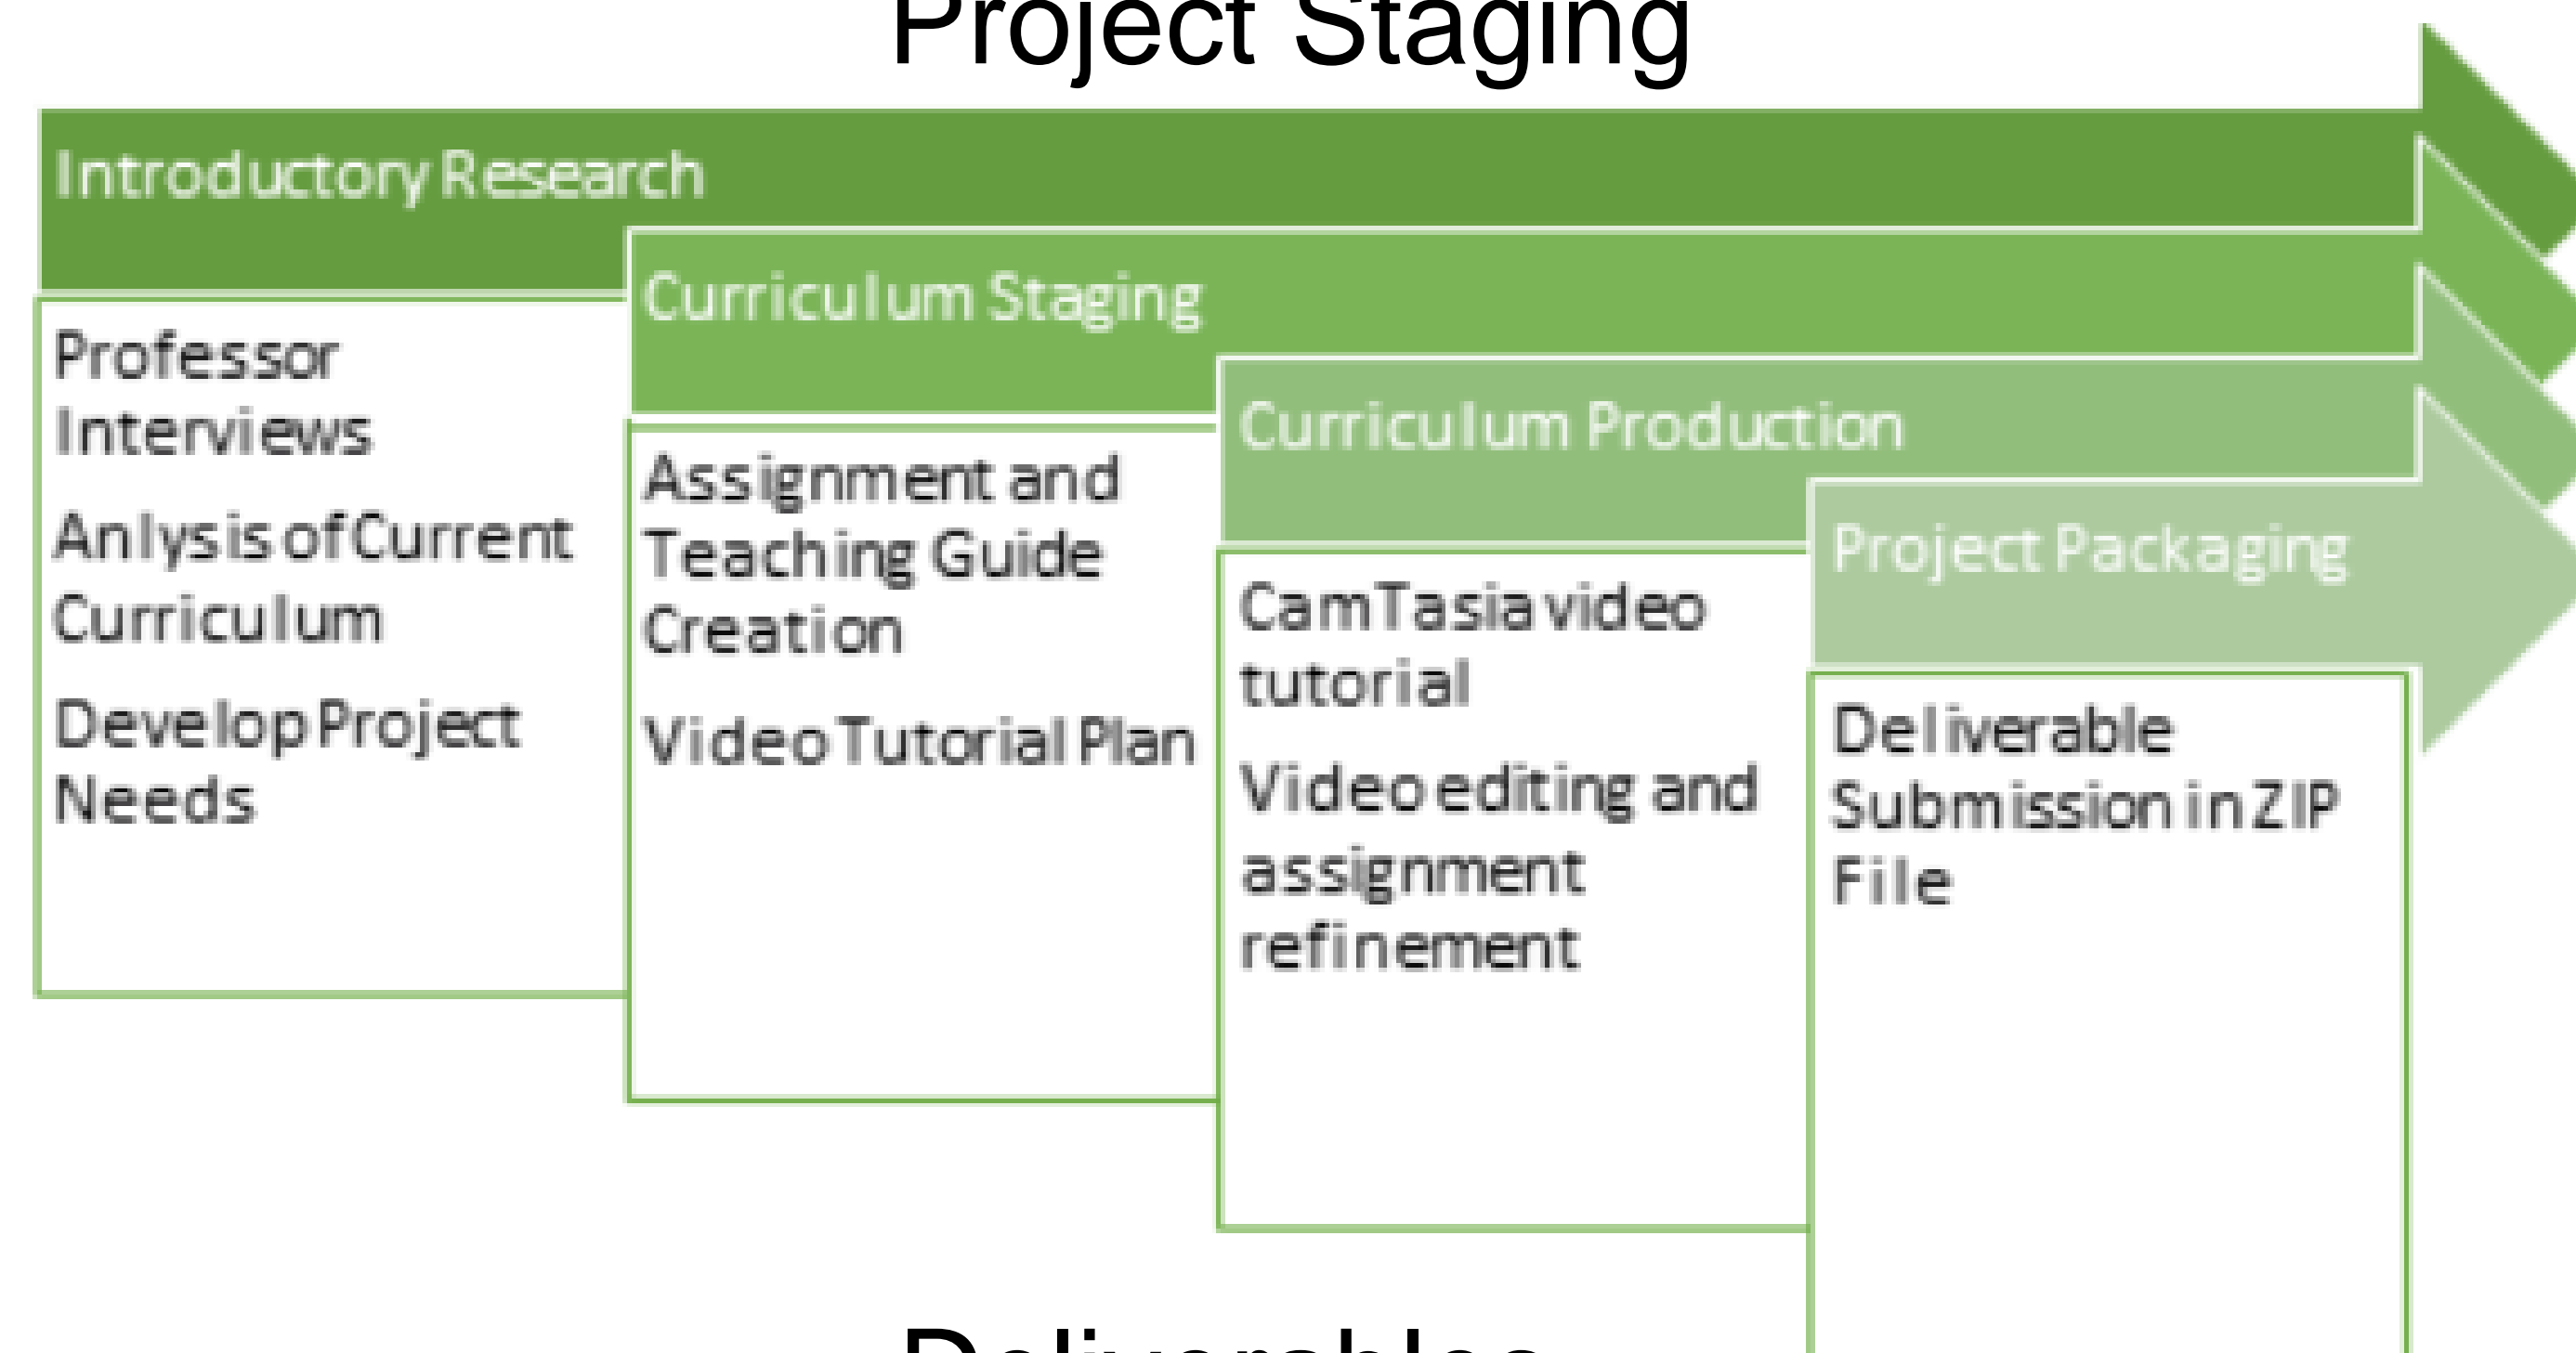 Project Staging
Introductory Research
Professor
Interviews
Anlysis of Current
Curriculum
Develop Project
Needs
Curriculum Staging
Assignment and
Teaching Guide
Creation
Video Tutorial Plan
Curriculum Production
CamTasia video
tutorial
Video editing and
assignment
refinement
Project Packaging
Deliverable
Submission in ZIP
File
Deliverables